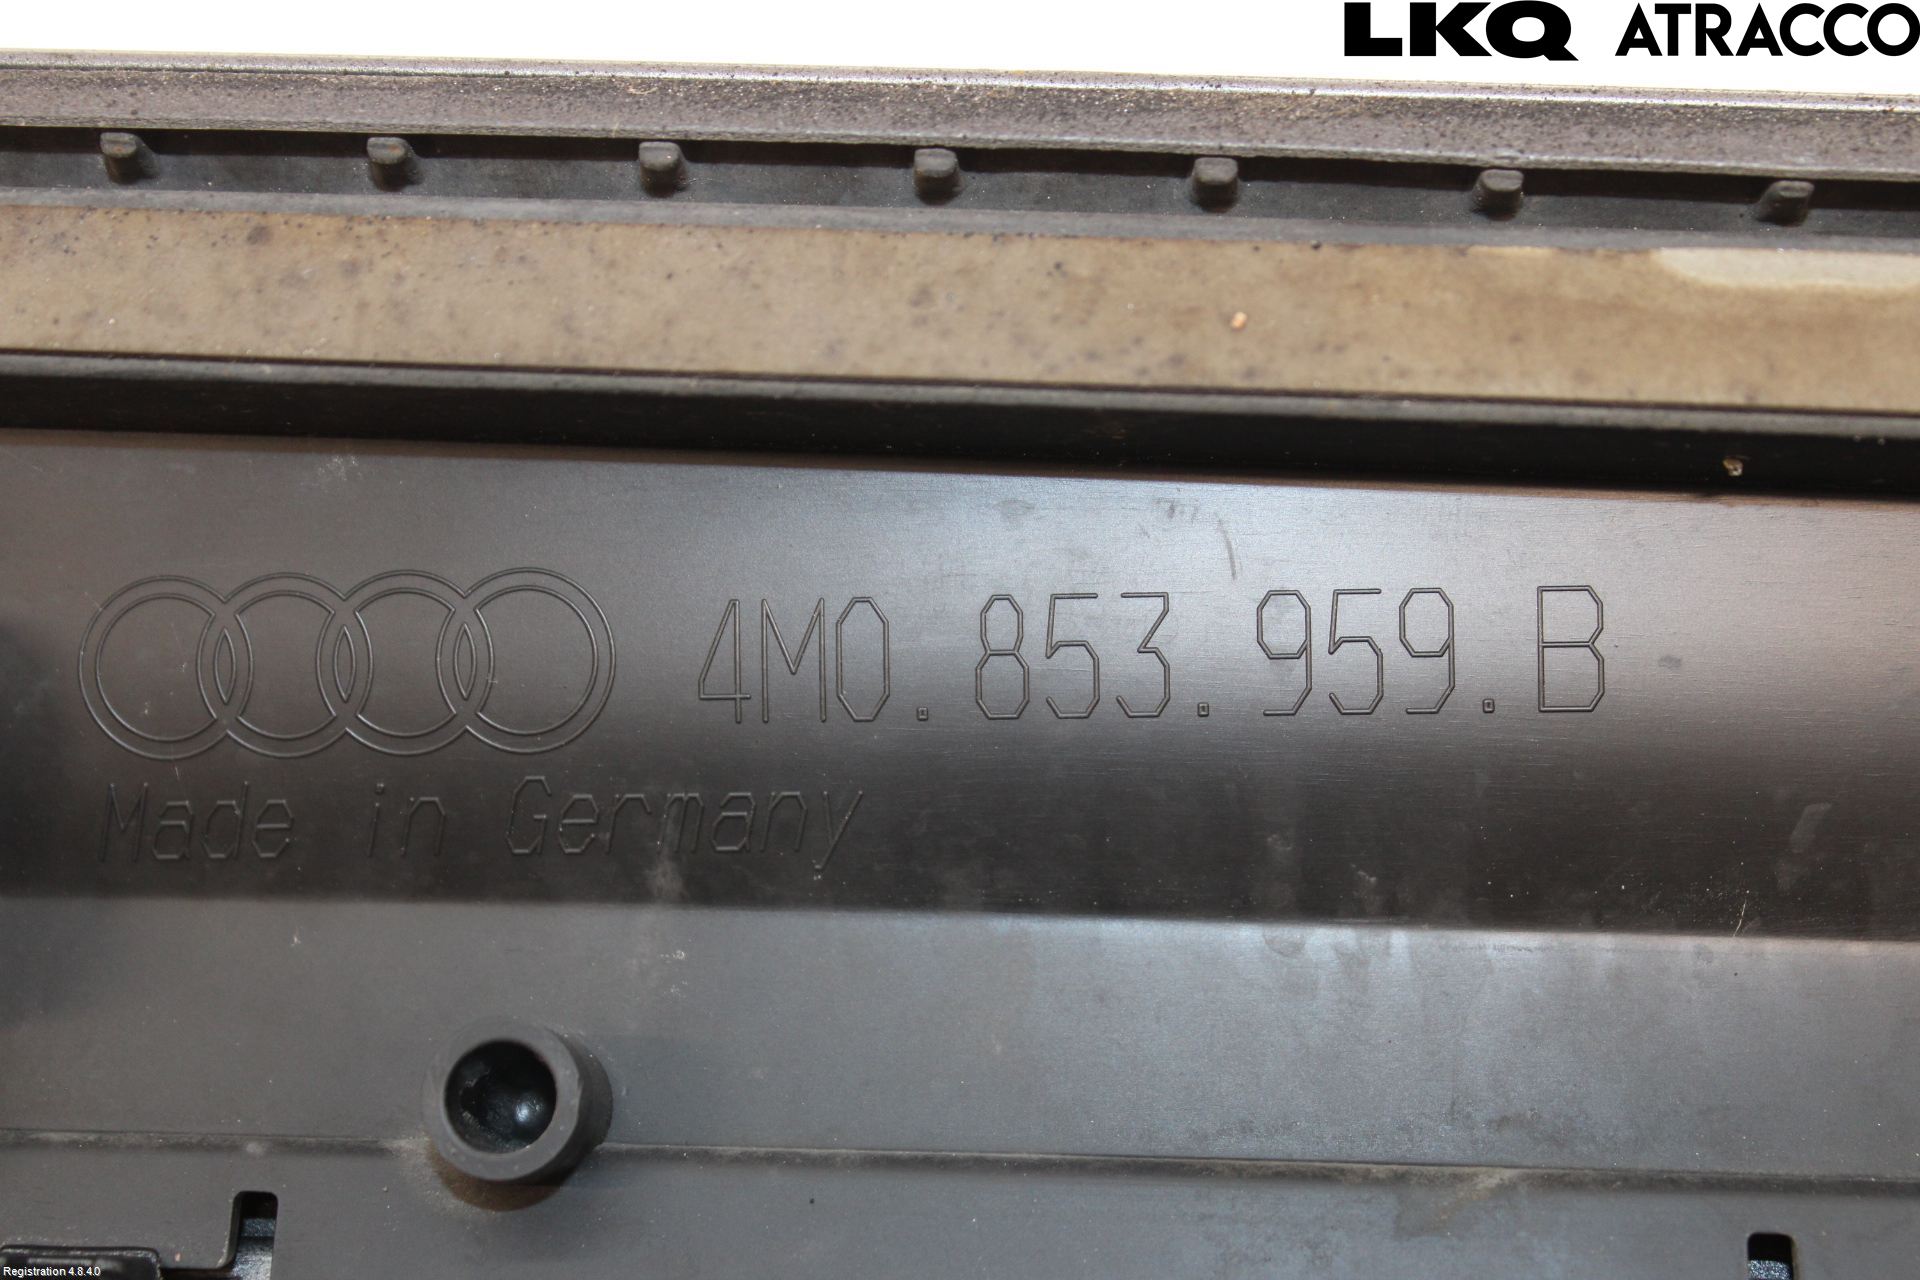 LKQ ATRACCO
4M0.853.959.B
Made in Germany
Registration 4.8.4.0